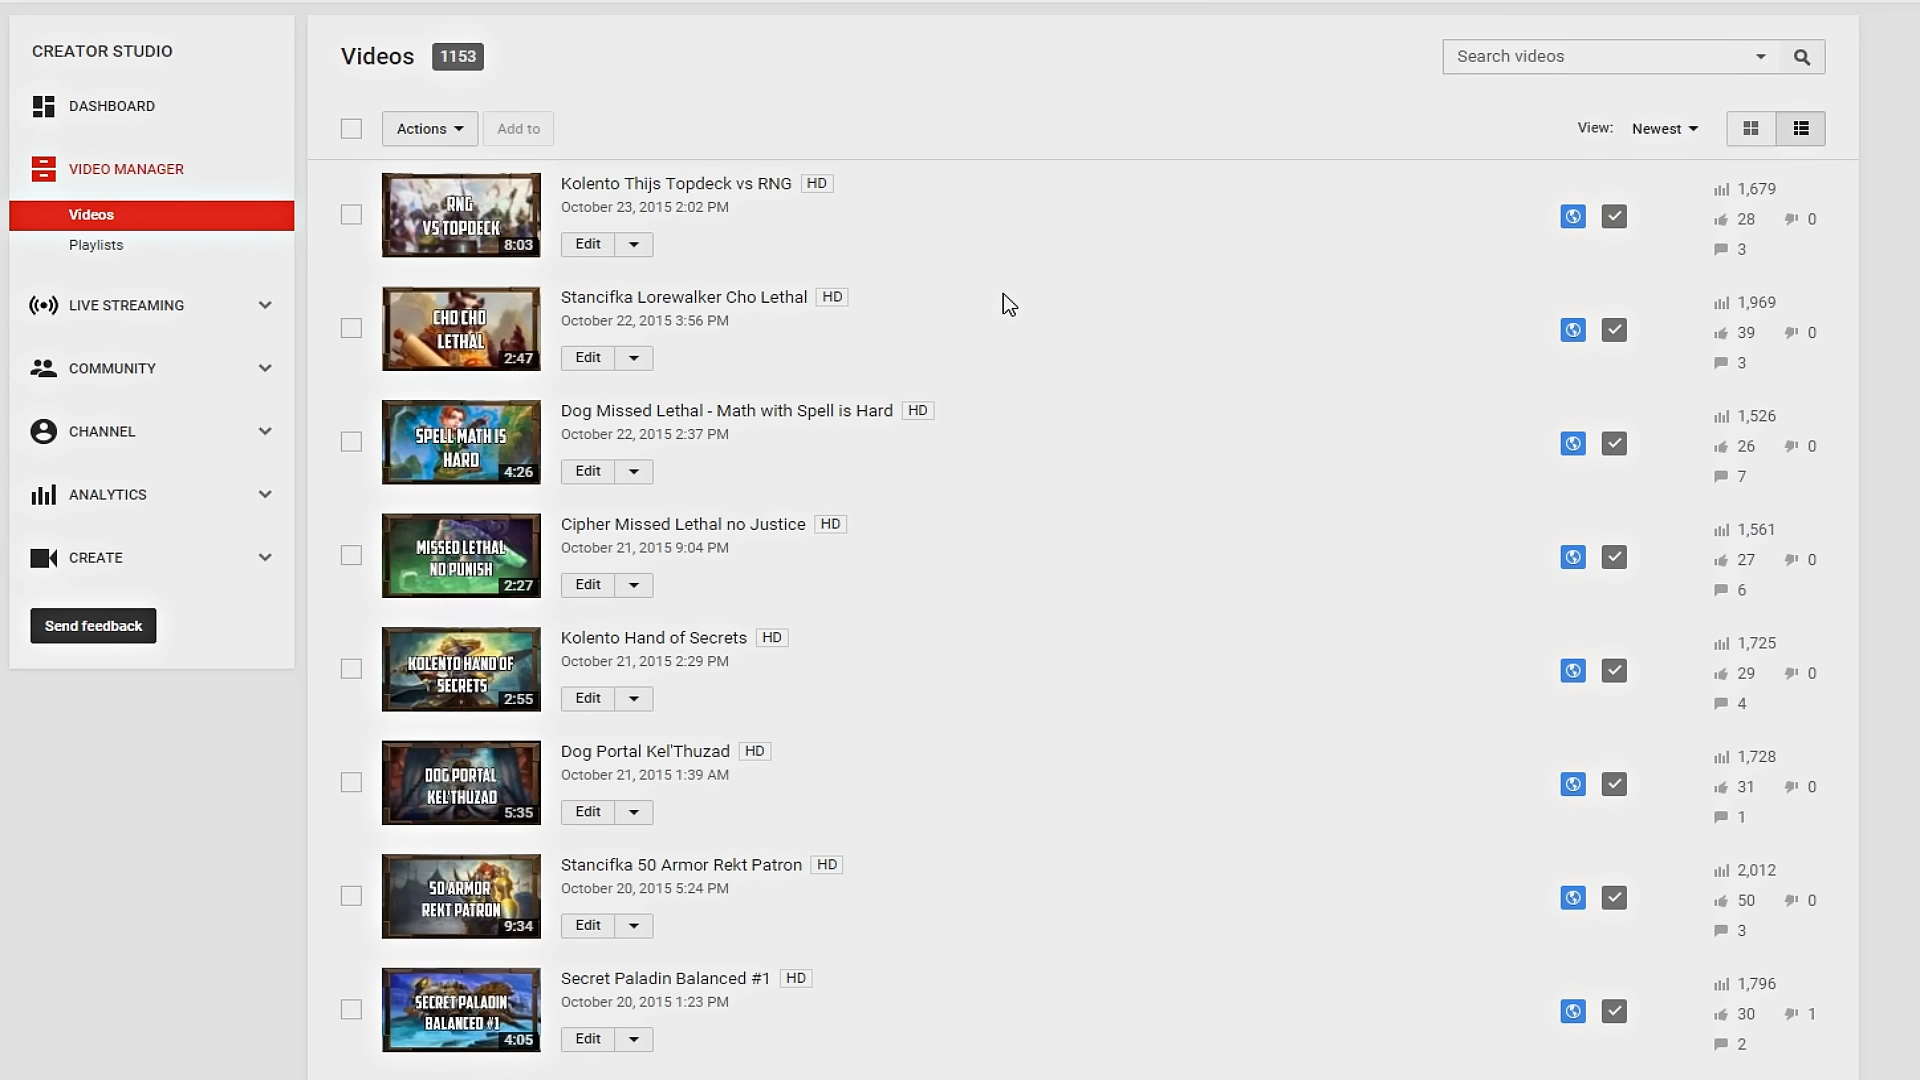 CREATOR STUDIO
DASHBOARD
VIDEO MANAGER
Videos
Playlists
LIVE STREAMING
COMMUNITY
CHANNEL
ANALYTICS
CREATE
Send feedback
Videos 1153
Search videos
Actions Add to
View: Newest
RNG
VS TOPDECK
8:03
Kolento Thijs Topdeck vs RNG HD
October 23, 2015 2:02 PM
Edit
1,679
28 0
3
CHO CHO
LETHAL
2:47
Stancifka Lorewalker Cho Lethal HD
October 22, 2015 3:56 PM
Edit
1,969
39 0
3
SPELL MATH IS
HARD
4:26
Dog Missed Lethal - Math with Spell is Hard HD
October 22, 2015 2:37 PM
Edit
1,526
26 0
7
MISSED LETHAL
NO PUNISH
2:27
Cipher Missed Lethal no Justice HD
October 21, 2015 9:04 PM
Edit
1,561
27 0
6
KOLENTO HAND OF
SECRETS
2:55
Kolento Hand of Secrets HD
October 21, 2015 2:29 PM
Edit
1,725
29 0
4
DOG PORTAL
KEL'THUZAD
5:35
Dog Portal Kel'Thuzad HD
October 21, 2015 1:39 AM
Edit
1,728
31 0
1
50 ARMOR
REKT PATRON
9:34
Stancifka 50 Armor Rekt Patron HD
October 20, 2015 5:24 PM
Edit
2,012
50 0
3
SECRET PALADIN
BALANCED #1
4:05
Secret Paladin Balanced #1 HD
October 20, 2015 1:23 PM
Edit
1,796
30 1
2